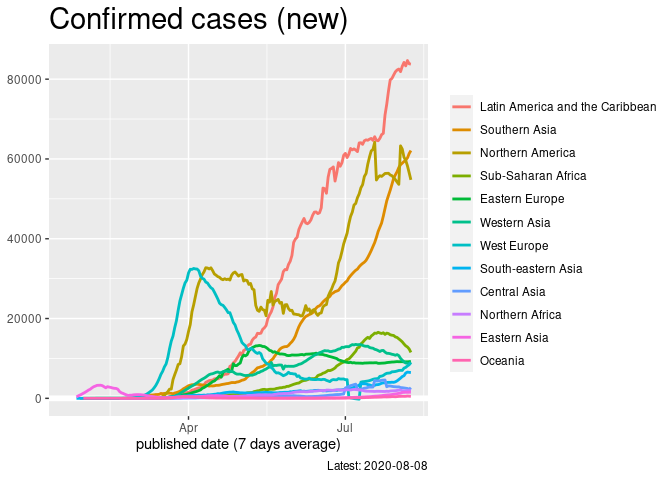 Confirmed cases (new)
80000
60000
40000
20000
0
Apr
Jul
published date (7 days average)
Latin America and the Caribbean
Southern Asia
Northern America
Sub-Saharan Africa
Eastern Europe
Western Asia
West Europe
South-eastern Asia
Central Asia
Northern Africa
Eastern Asia
Oceania
Latest: 2020-08-08